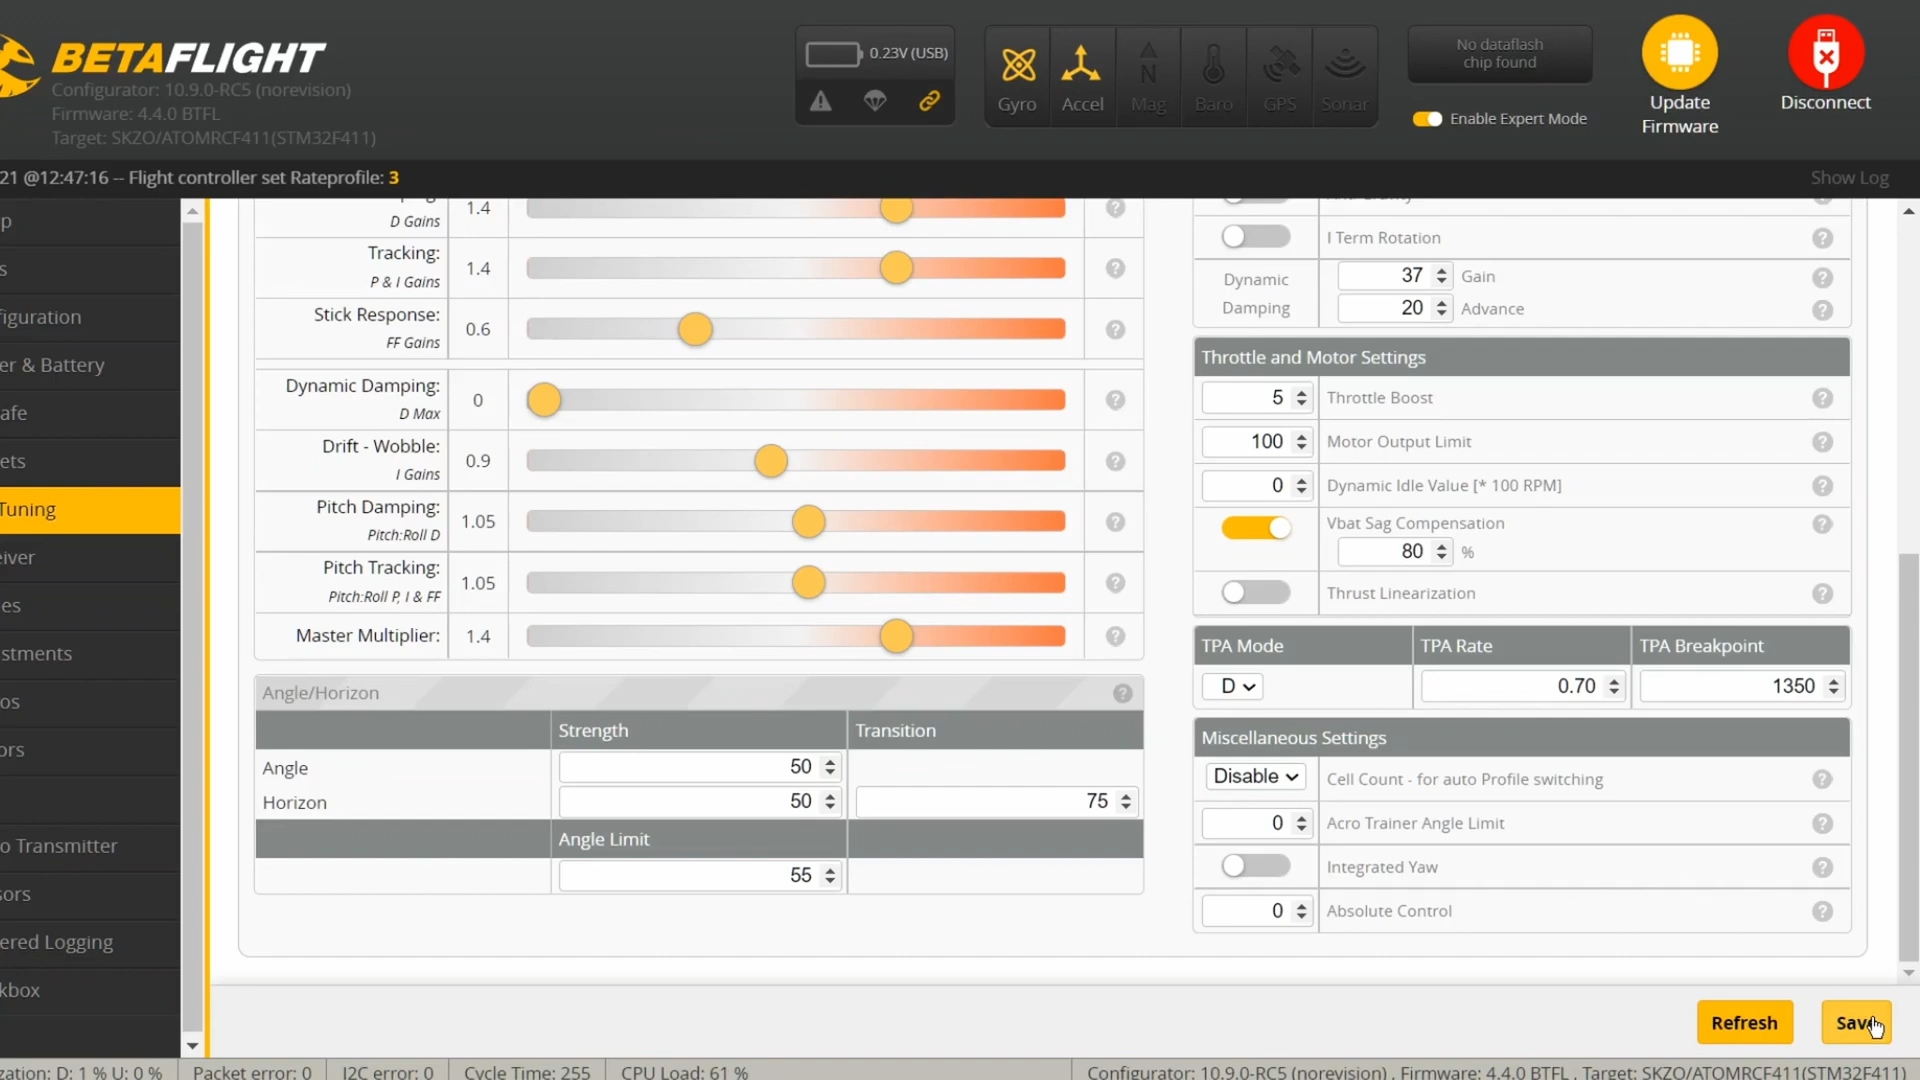 BETAFLIGHT
Configurator: 10.9.0-RC5 (norevision)
Firmware: 4.4.0 BTFL
Target: SKZO/ATOMRCF411(STM32F411)
0.23V (USB)
Gyro
Accel
Mag
Baro
GPS
Sonar
No dataflash
chip found
Enable Expert Mode
Update
Firmware
Disconnect
21 @12:47:16 -- Flight controller set Rateprofile: 3
Show Log
p
s
figuration
er & Battery
afe
ets
Tuning
eiver
es
stments
os
ors
o Transmitter
sors
ered Logging
kbox
D Gains
1.4
Tracking:
P & I Gains
1.4
Stick Response:
FF Gains
0.6
Dynamic Damping:
D Max
0
Drift - Wobble:
I Gains
0.9
Pitch Damping:
Pitch:Roll D
1.05
Pitch Tracking:
Pitch:Roll P, I & FF
1.05
Master Multiplier:
1.4
Angle/Horizon
Strength
Transition
Angle
50
Horizon
50
75
Angle Limit
55
I Term Rotation
Dynamic
Damping
37 Gain
20 Advance
Throttle and Motor Settings
5 Throttle Boost
100 Motor Output Limit
0 Dynamic Idle Value [* 100 RPM]
Vbat Sag Compensation
80 %
Thrust Linearization
TPA Mode
TPA Rate
TPA Breakpoint
D
0.70
1350
Miscellaneous Settings
Disable Cell Count - for auto Profile switching
0 Acro Trainer Angle Limit
Integrated Yaw
0 Absolute Control
Refresh
Save
zation: D: 1 % U: 0 %
Packet error: 0
I2C error: 0
Cycle Time: 255
CPU Load: 61 %
Configurator: 10.9.0-RC5 (norevision) , Firmware: 4.4.0 BTFL , Target: SKZO/ATOMRCF411(STM32F411)